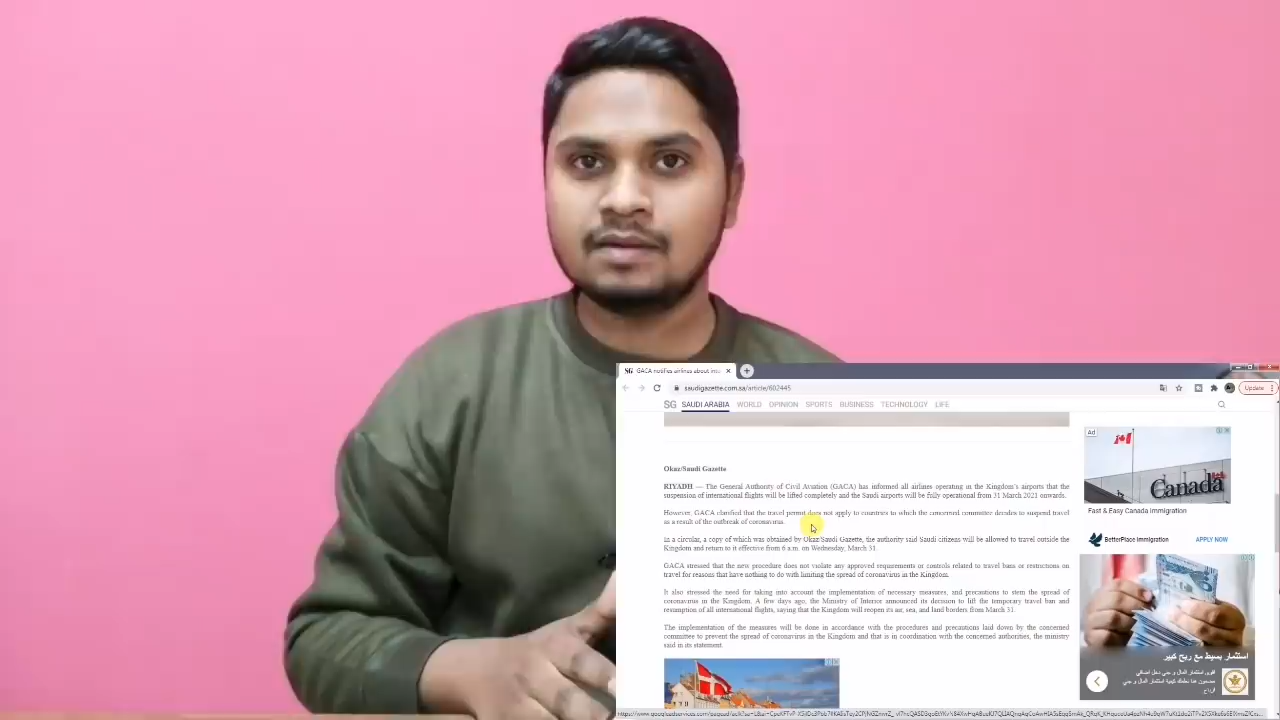 SG GACA notifies airlines about im
saudigazette.com.sa/article/602445
Update
SG SAUDI ARABIA WORLD OPINION SPORTS BUSINESS TECHNOLOGY LIFE
Okaz/Saudi Gazette
RIYADH — The General Authority of Civil Aviation (GACA) has informed all airlines operating in the Kingdom's airports that the
suspension of international flights will be lifted completely and the Saudi airports will be fully operational from 31 March 2021 onwards.
However, GACA clarified that the travel permit does not apply to countries to which the concerned committee decides to suspend travel
as a result of the outbreak of coronavirus.
In a circular, a copy of which was obtained by Okaz/Saudi Gazette, the authority said Saudi citizens will be allowed to travel outside the
Kingdom and return to it effective from 6 a.m. on Wednesday, March 31.
GACA stressed that the new procedure does not violate any approved requirements or controls related to travel bans or restrictions on
travel for reasons that have nothing to do with limiting the spread of coronavirus in the Kingdom.
It also stressed the need for taking into account the implementation of necessary measures, and precautions to stem the spread of
coronavirus in the Kingdom. A few days ago, the Ministry of Interior announced its decision to lift the temporary travel ban and
resumption of all international flights, saying that the Kingdom will reopen its air, sea, and land borders from March 31.
The implementation of the measures will be done in accordance with the procedures and precautions laid down by the concerned
committee to prevent the spread of coronavirus in the Kingdom and that is in coordination with the concerned authorities, the ministry
said in its statement.
Ad
Canada
Fast & Easy Canada Immigration
BetterPlace Immigration APPLY NOW
استثمار بسيط مع ربح كبير